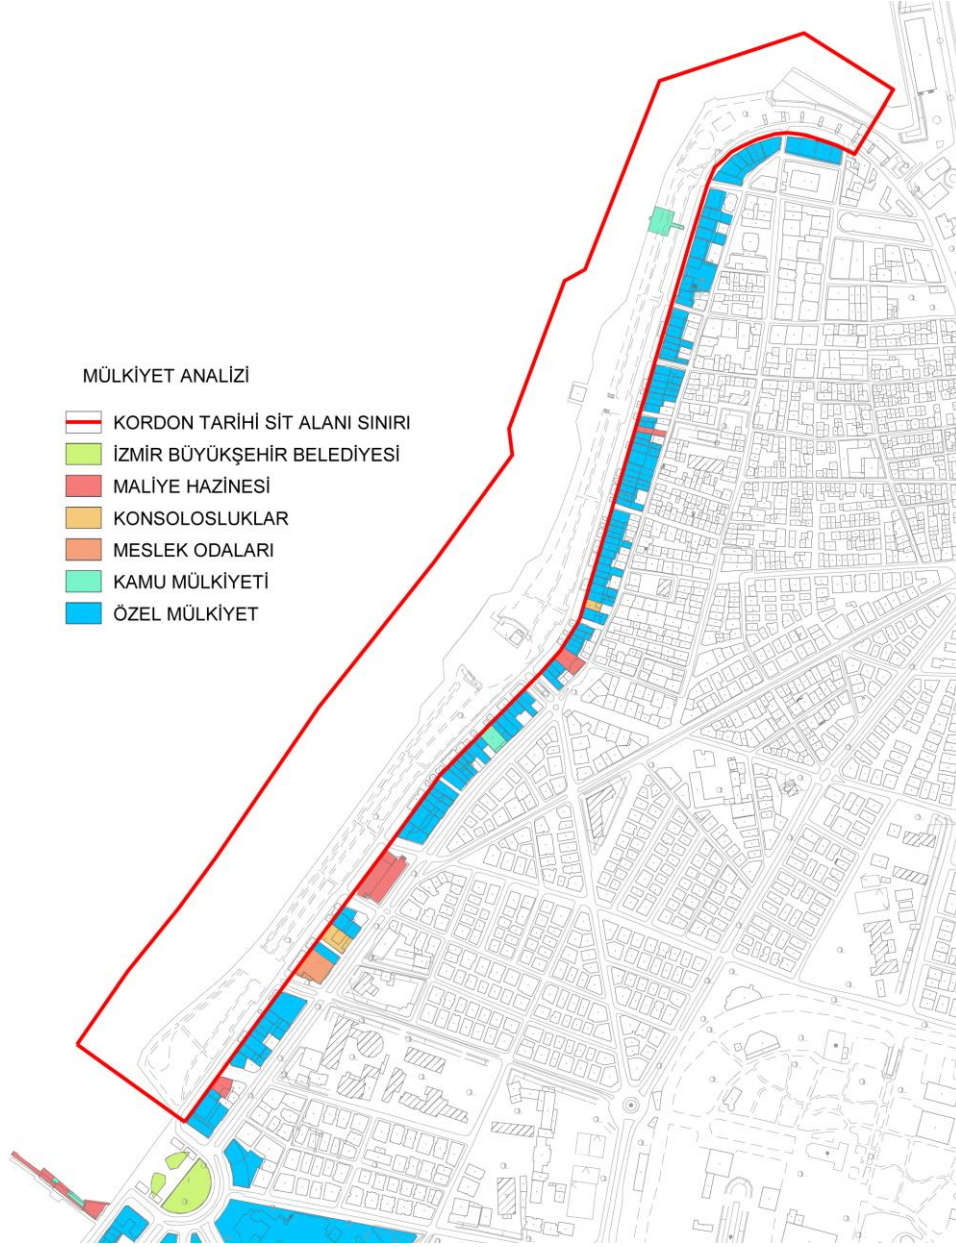 MÜLKİYET ANALİZİ
KORDON TARİHİ SİT ALANI SINIRI
İZMİR BÜYÜKŞEHİR BELEDİYESİ
MALİYE HAZİNESİ
KONSOLOSLUKLAR
MESLEK ODALARI
KAMU MÜLKİYETİ
ÖZEL MÜLKİYET